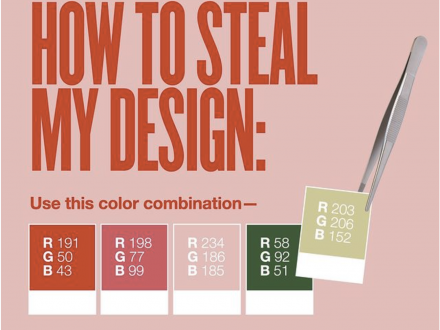 HOW TO STEAL
MY DESIGN:
Use this color combination—
R 191
G 50
B 43
R 198
G 77
B 99
R 234
G 186
B 185
R 58
G 92
B 51
R 203
G 206
B 152